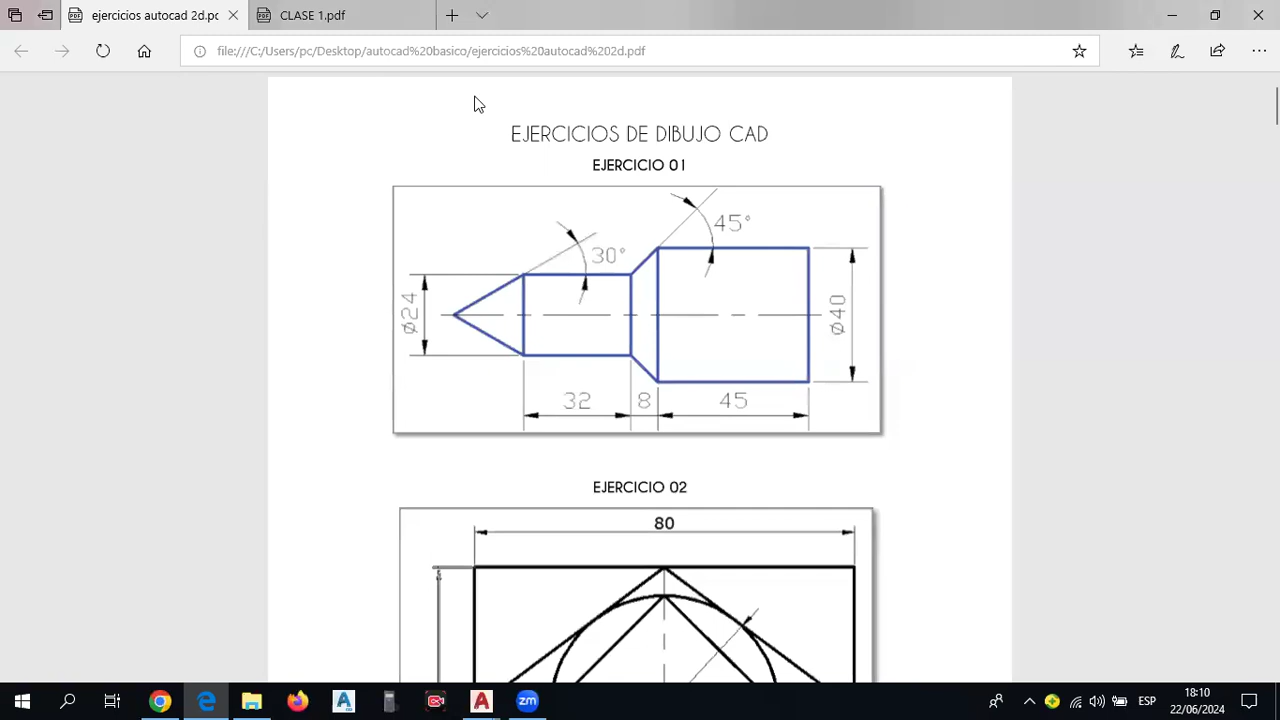 ejercicios autocad 2d.pc
CLASE 1.pdf
file:///C:/Users/pc/Desktop/autocad%20basico/ejercicios%20autocad%202d.pdf
EJERCICIOS DE DIBUJO CAD
EJERCICIO 01
45°
30°
ø24
ø40
32
8
45
EJERCICIO 02
80
zm
ESP
18:10
22/06/2024